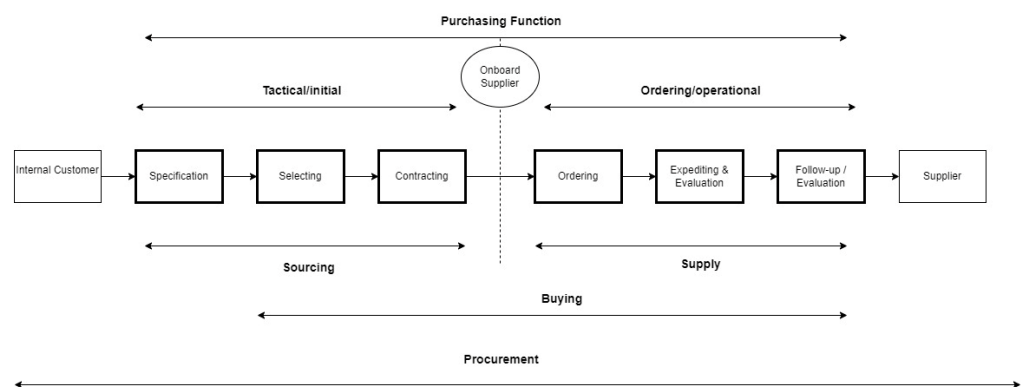 Purchasing Function
Onboard
Supplier
Tactical/initial
Ordering/operational
Internal Customer
Specification
Selecting
Contracting
Ordering
Expediting &
Evaluation
Follow-up /
Evaluation
Supplier
Sourcing
Supply
Buying
Procurement